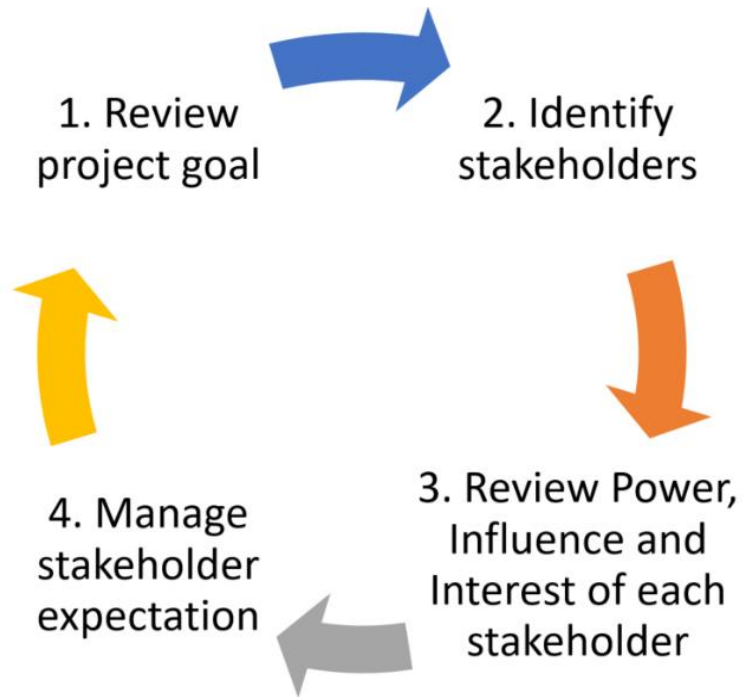 1. Review
project goal
2. Identify
stakeholders
3. Review Power,
Influence and
Interest of each
stakeholder
4. Manage
stakeholder
expectation